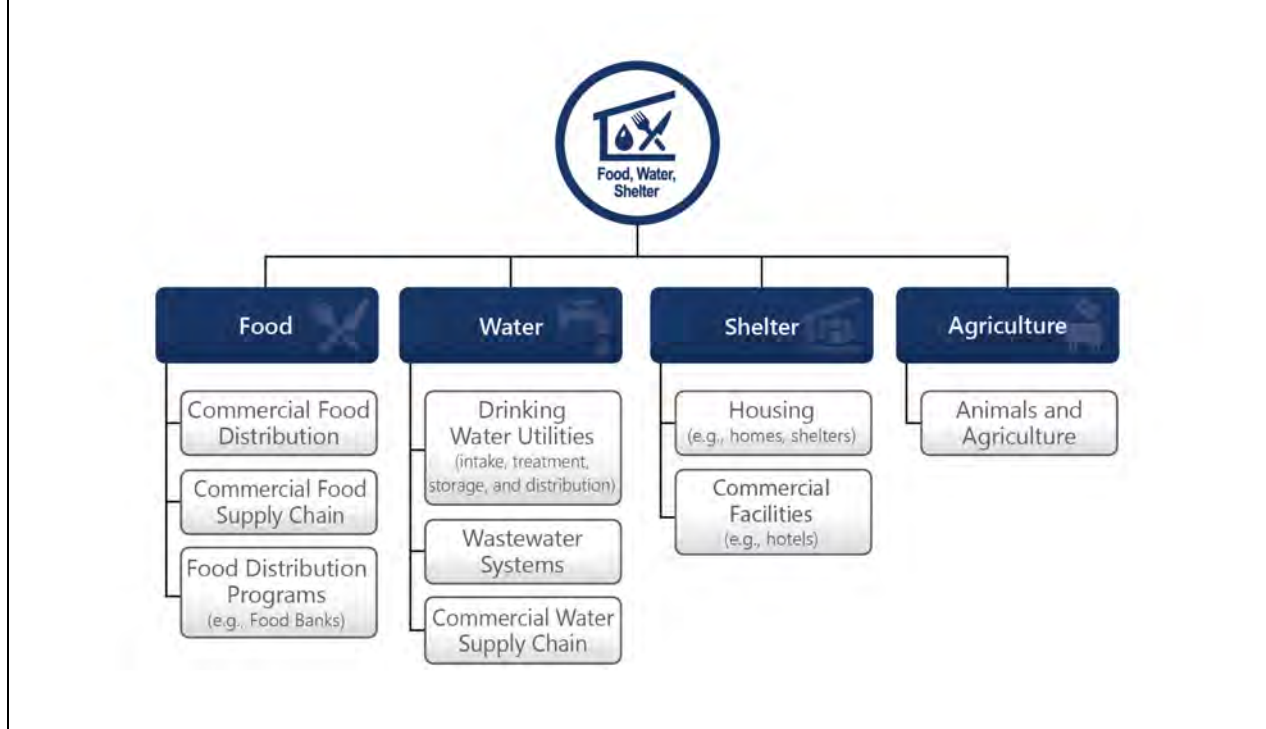 Food, Water,
Shelter
Food
Water
Shelter
Agriculture
Commercial Food
Distribution
Commercial Food
Supply Chain
Food Distribution
Programs
(e.g., Food Banks)
Drinking
Water Utilities
(intake, treatment,
storage, and distribution)
Wastewater
Systems
Commercial Water
Supply Chain
Housing
(e.g., homes, shelters)
Commercial
Facilities
(e.g., hotels)
Animals and
Agriculture